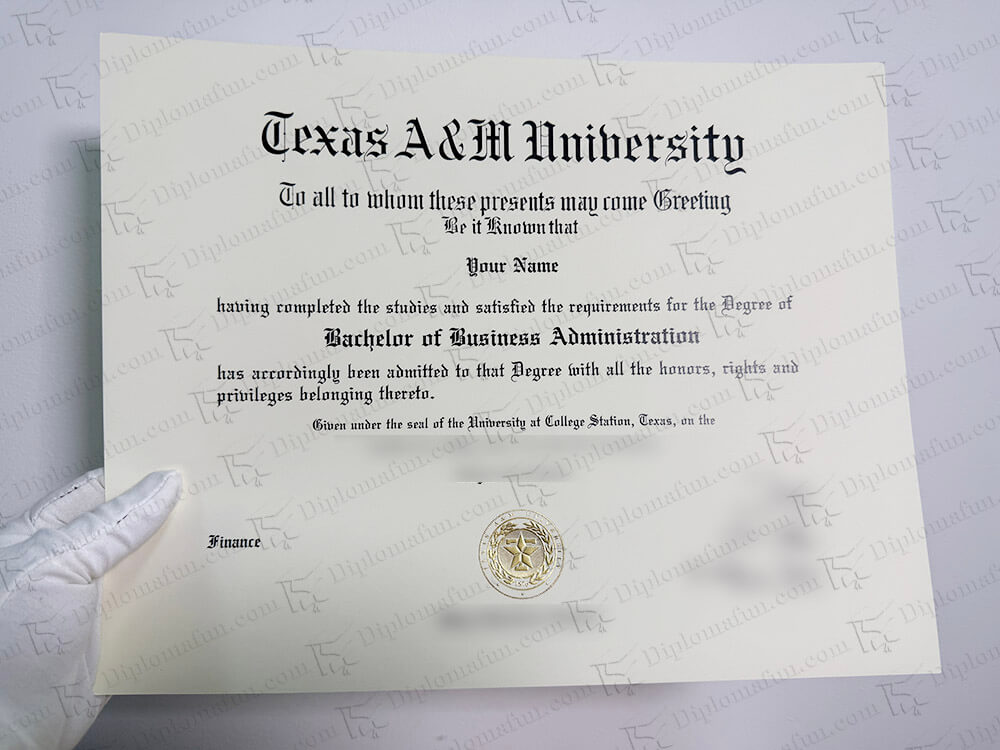 Texas A&M University
To all to whom these presents may come Greeting
Be it Known that
Your Name
having completed the studies and satisfied the requirements for the Degree of
Bachelor of Business Administration
has accordingly been admitted to that Degree with all the honors, rights and
privileges belonging thereto.
Given under the seal of the University at College Station, Texas, on the
Finance
Diplomafun.com